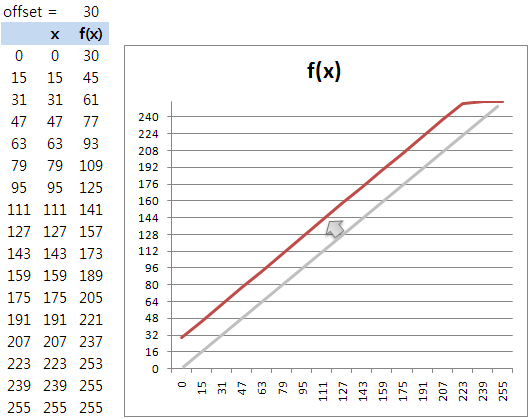 offset = 30
x f(x)
0 0 30
15 15 45
31 31 61
47 47 77
63 63 93
79 79 109
95 95 125
111 111 141
127 127 157
143 143 173
159 159 189
175 175 205
191 191 221
207 207 237
223 223 253
239 239 255
255 255 255
f(x)
240
224
208
192
176
160
144
128
112
96
80
64
48
32
16
0
0 15 31 47 63 79 95 111 127 143 159 175 191 207 223 239 255